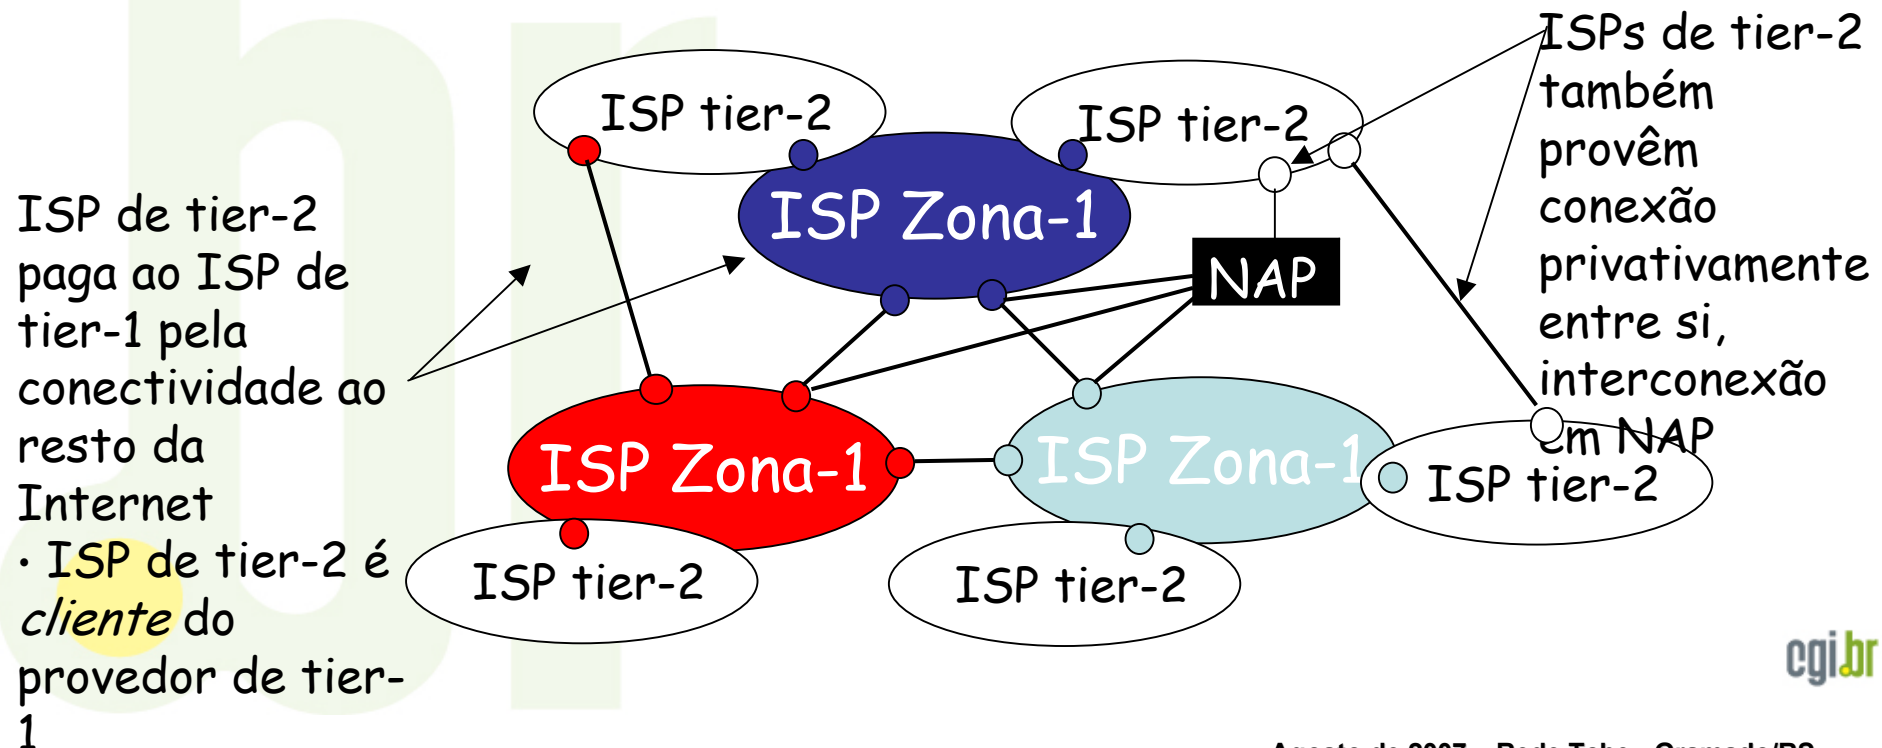 ISPs de tier-2
também
provêm
conexão
privativamente
entre si,
interconexão
em NAP
ISP tier-2
ISP tier-2
ISP Zona-1
NAP
ISP de tier-2
paga ao ISP de
tier-1 pela
conectividade ao
resto da
Internet
• ISP de tier-2 é
cliente do
provedor de tier-
1
ISP Zona-1
ISP Zona-1
ISP tier-2
ISP tier-2
ISP tier-2
cgi.br